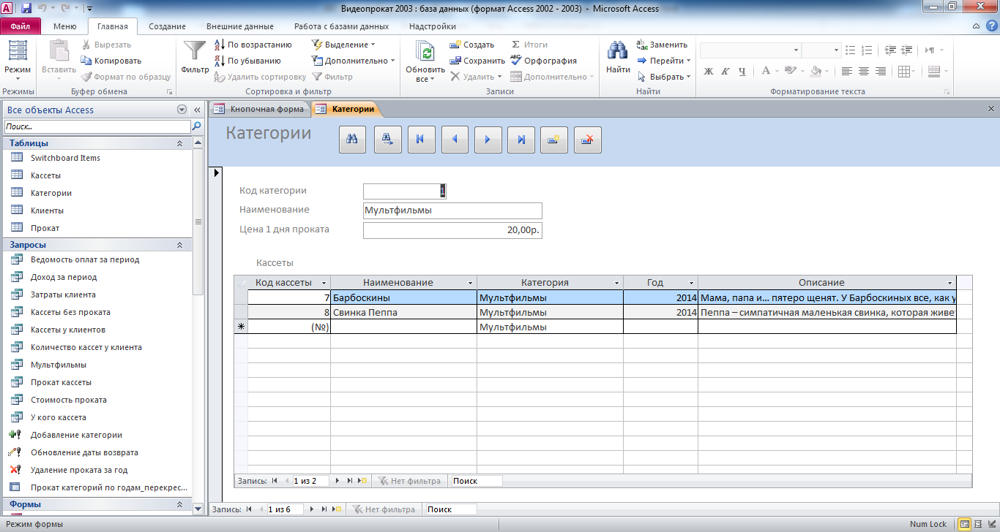 Видеопрокат 2003 : база данных (формат Access 2002 - 2003) - Microsoft Access
Файл Меню Главная Создание Внешние данные Работа с базами данных Надстройки
Режим
Режимы
Вставить
Вырезать
Копировать
Формат по образцу
Буфер обмена
Фильтр
По возрастанию
По убыванию
Удалить сортировку
Выделение
Дополнительно
Фильтр
Сортировка и фильтр
Обновить
все
Создать
Сохранить
Удалить
Σ Итоги
Орфография
Дополнительно
Записи
Найти
Заменить
Перейти
Выбрать
Найти
Ж К Ч А
Форматирование текста
Все объекты Access
Поиск...
Таблицы
Switchboard Items
Кассеты
Категории
Клиенты
Прокат
Запросы
Ведомость оплат за период
Доход за период
Затраты клиента
Кассеты без проката
Кассеты у клиентов
Количество кассет у клиента
Мультфильмы
Прокат кассеты
Стоимость проката
У кого кассета
Добавление категории
Обновление даты возврата
Удаление проката за год
Прокат категорий по годам_перекрес...
Формы
Кнопочная форма Категории
Категории
Код категории 1
Наименование Мультфильмы
Цена 1 дня проката 20,00р.
Кассеты
Код кассеты Наименование Категория Год Описание
7 Барбоскины Мультфильмы 2014 Мама, папа и... пятеро щенят. У Барбоскиных все, как у
8 Свинка Пеппа Мультфильмы 2014 Пеппа – симпатичная маленькая свинка, которая живет
(№) Мультфильмы
Запись: 1 из 2 Нет фильтра Поиск
Запись: 1 из 6 Нет фильтра Поиск
Режим формы Num Lock